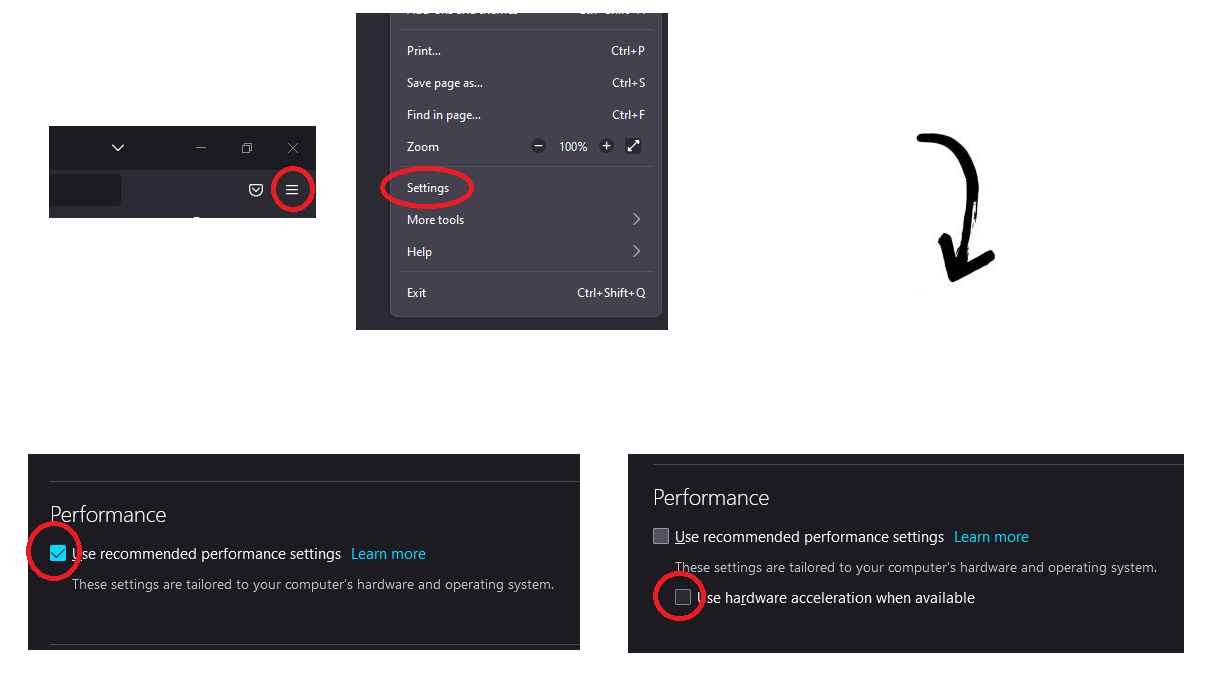 Print... Ctrl+P
Save page as... Ctrl+S
Find in page... Ctrl+F
Zoom 100%
Settings
More tools
Help
Exit Ctrl+Shift+Q
Performance
Use recommended performance settings Learn more
These settings are tailored to your computer's hardware and operating system.
Performance
Use recommended performance settings Learn more
These settings are tailored to your computer's hardware and operating system.
Use hardware acceleration when available